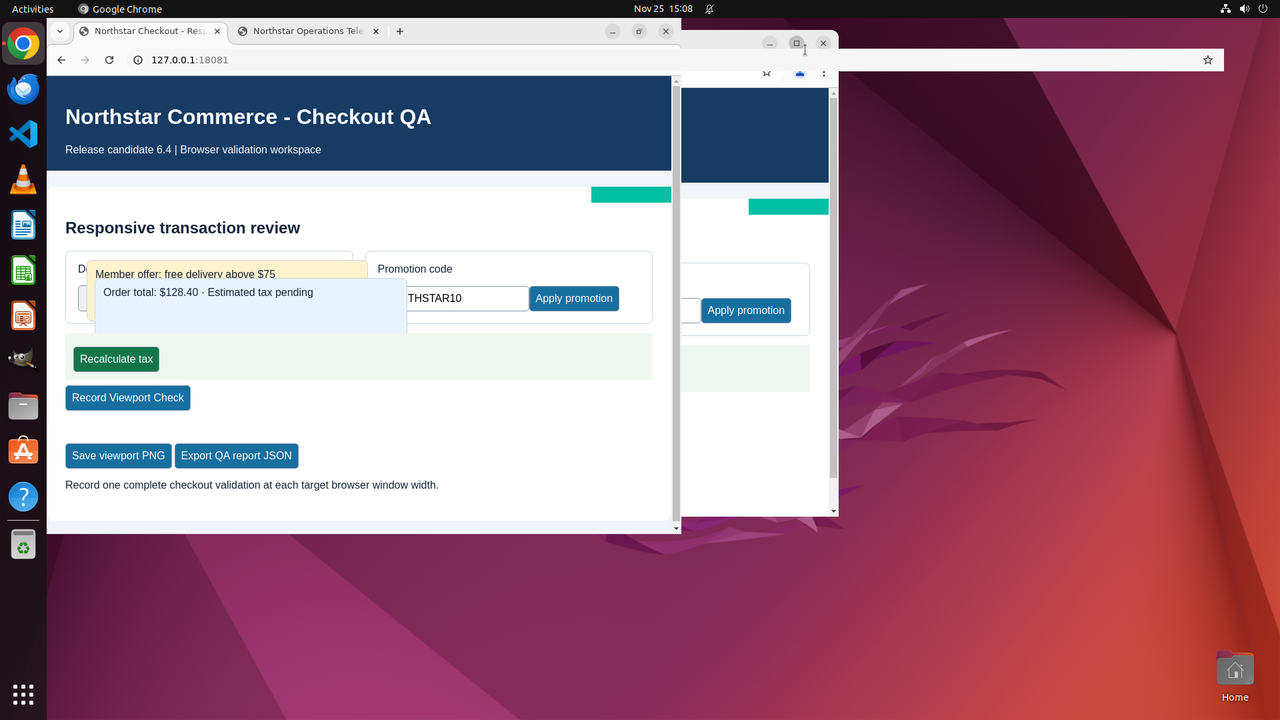 Activities
Google Chrome
Nov 25 15:08
Northstar Checkout - Res
Northstar Operations Tele
127.0.0.1:18081
Northstar Commerce - Checkout QA
Release candidate 6.4 | Browser validation workspace
Responsive transaction review
Member offer: free delivery above $75
Promotion code
Order total: $128.40 · Estimated tax pending
THSTAR10
Apply promotion
Apply promotion
Recalculate tax
Record Viewport Check
Save viewport PNG
Export QA report JSON
Record one complete checkout validation at each target browser window width.
Home